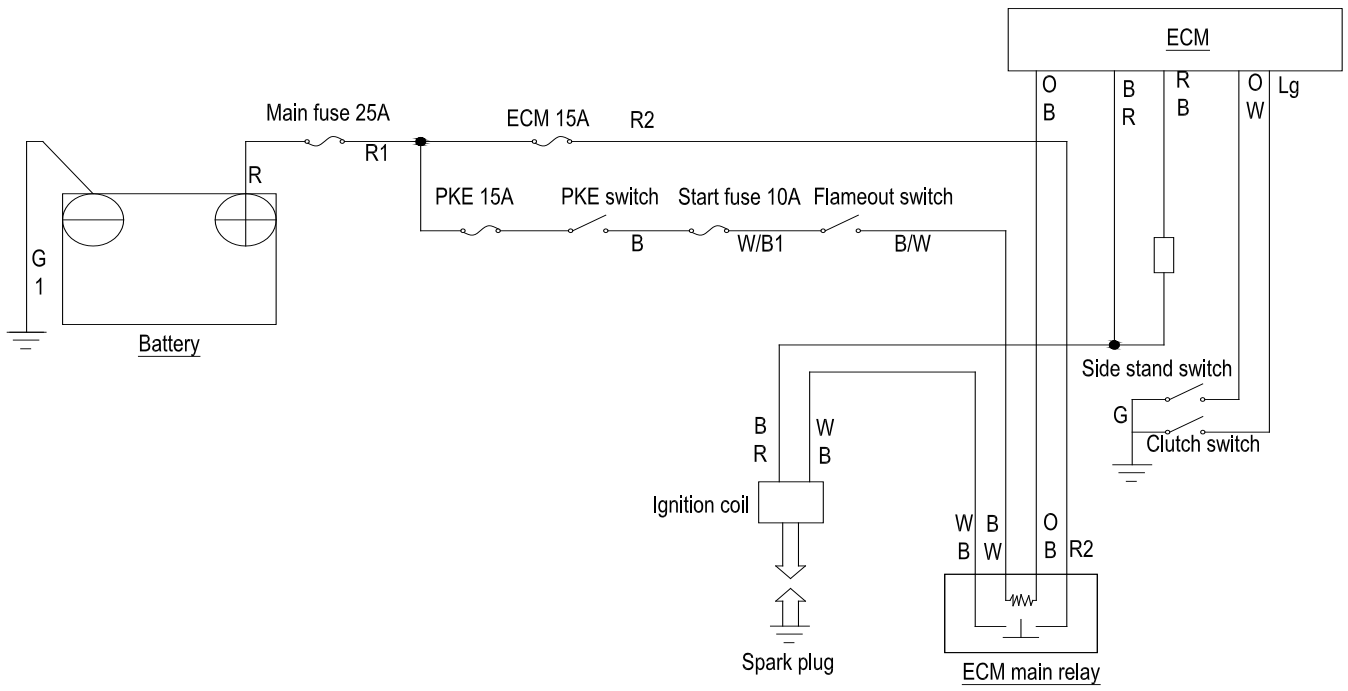 ECM
O
B
B
R
R
B
O
W
Lg
Main fuse 25A
ECM 15A
R2
R1
R
PKE 15A
PKE switch
Start fuse 10A
Flameout switch
B
W/B1
B/W
G
1
Battery
Side stand switch
G
Clutch switch
B
R
W
B
Ignition coil
W
B
B
W
O
B
R2
Spark plug
ECM main relay